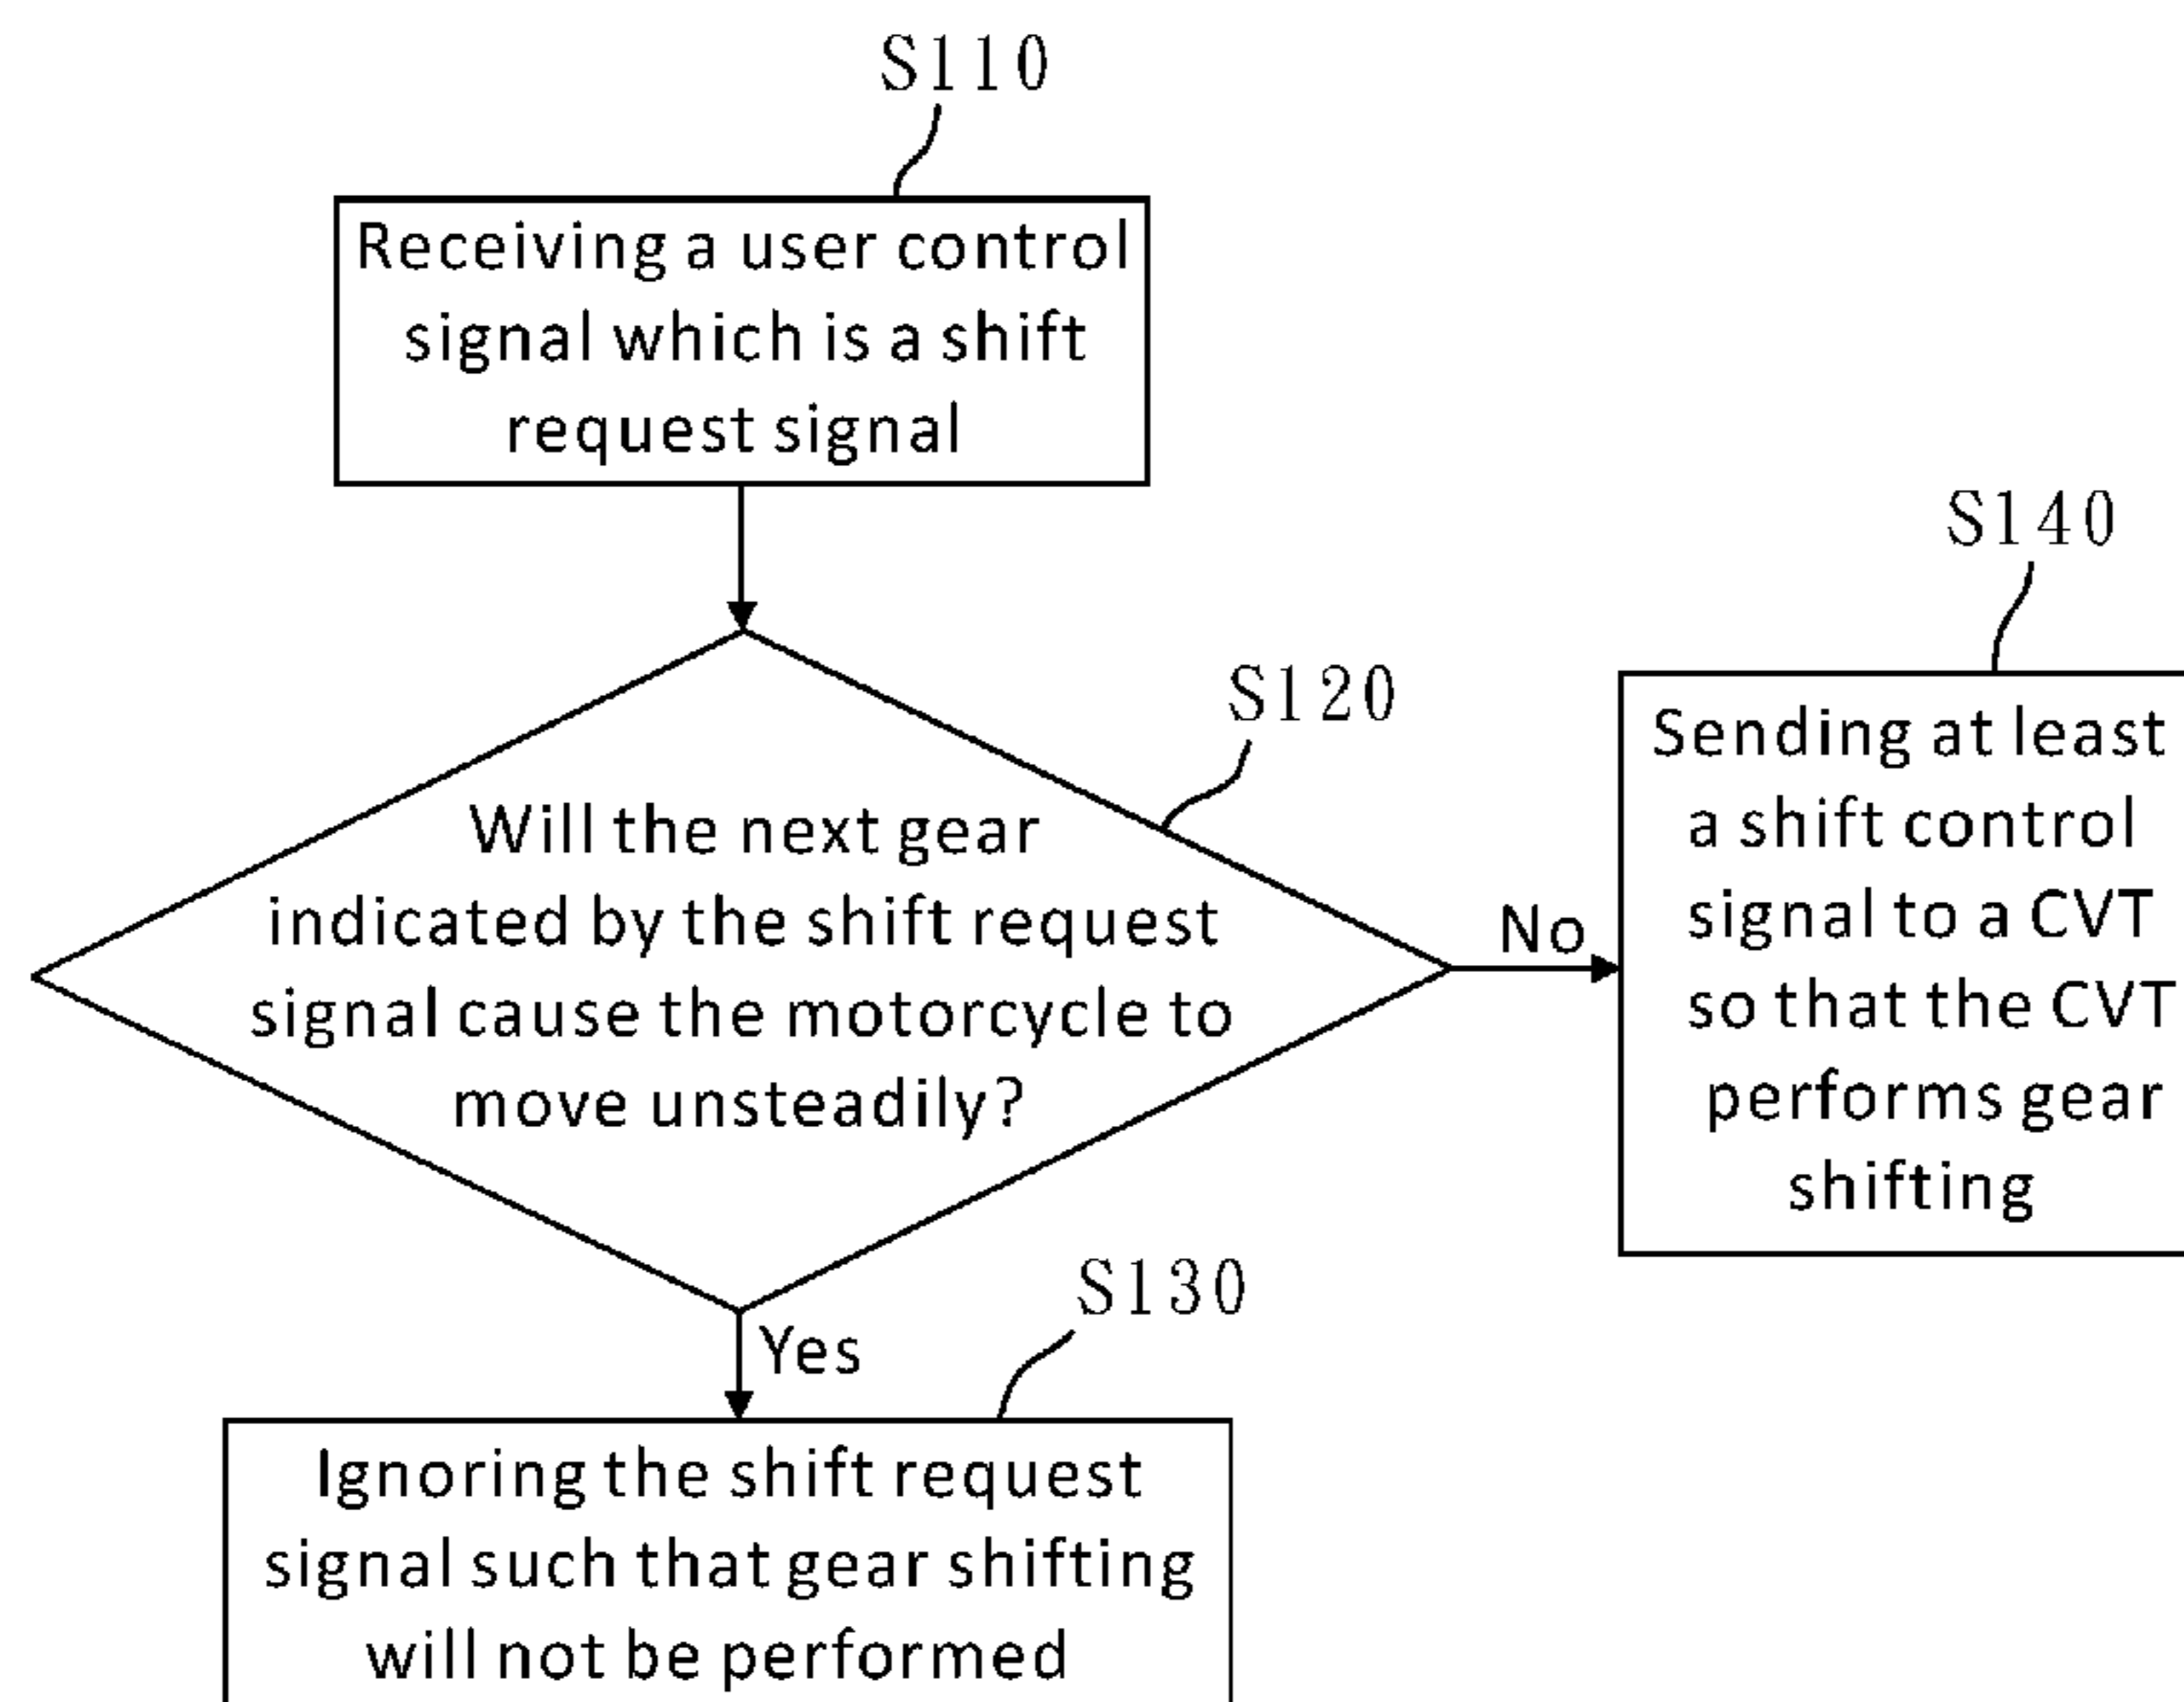 S110
Receiving a user control
signal which is a shift
request signal
S120
Will the next gear
indicated by the shift request
signal cause the motorcycle to
move unsteadily?
No
S140
Sending at least
a shift control
signal to a CVT
so that the CVT
performs gear
shifting
Yes
S130
Ignoring the shift request
signal such that gear shifting
will not be performed